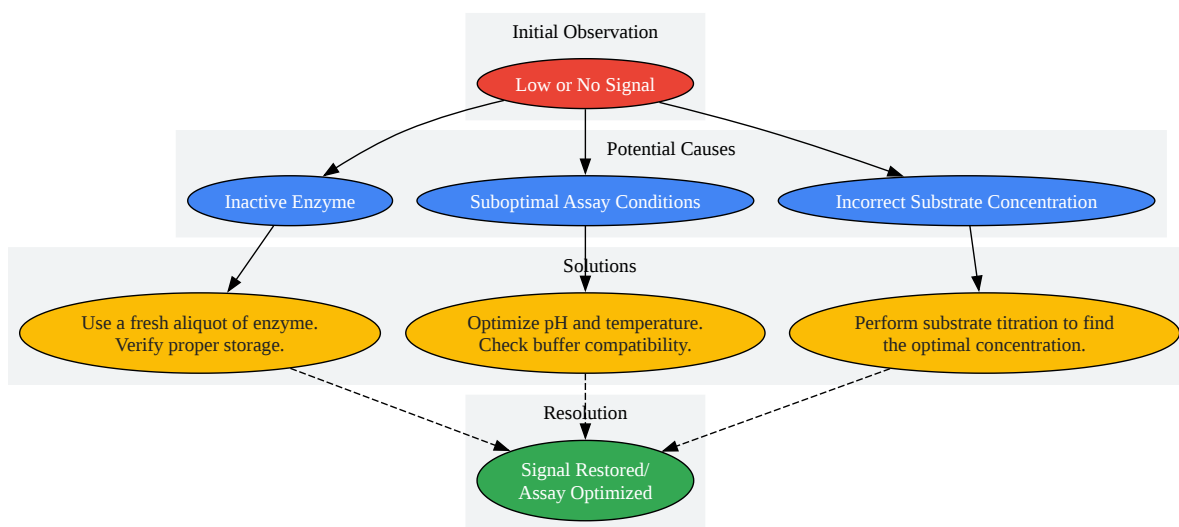 Initial Observation
Low or No Signal
Potential Causes
Inactive Enzyme
Suboptimal Assay Conditions
Incorrect Substrate Concentration
Solutions
Use a fresh aliquot of enzyme.
Verify proper storage.
Optimize pH and temperature.
Check buffer compatibility.
Perform substrate titration to find
the optimal concentration.
Resolution
Signal Restored/
Assay Optimized